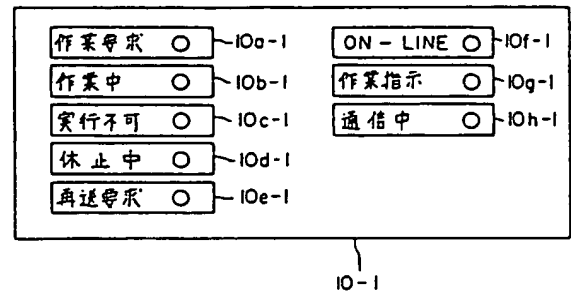 作業要求 10a-1
作業中 10b-1
実行不可 10c-1
休止中 10d-1
再送要求 10e-1
ON-LINE 10f-1
作業指示 10g-1
通信中 10h-1
10-1